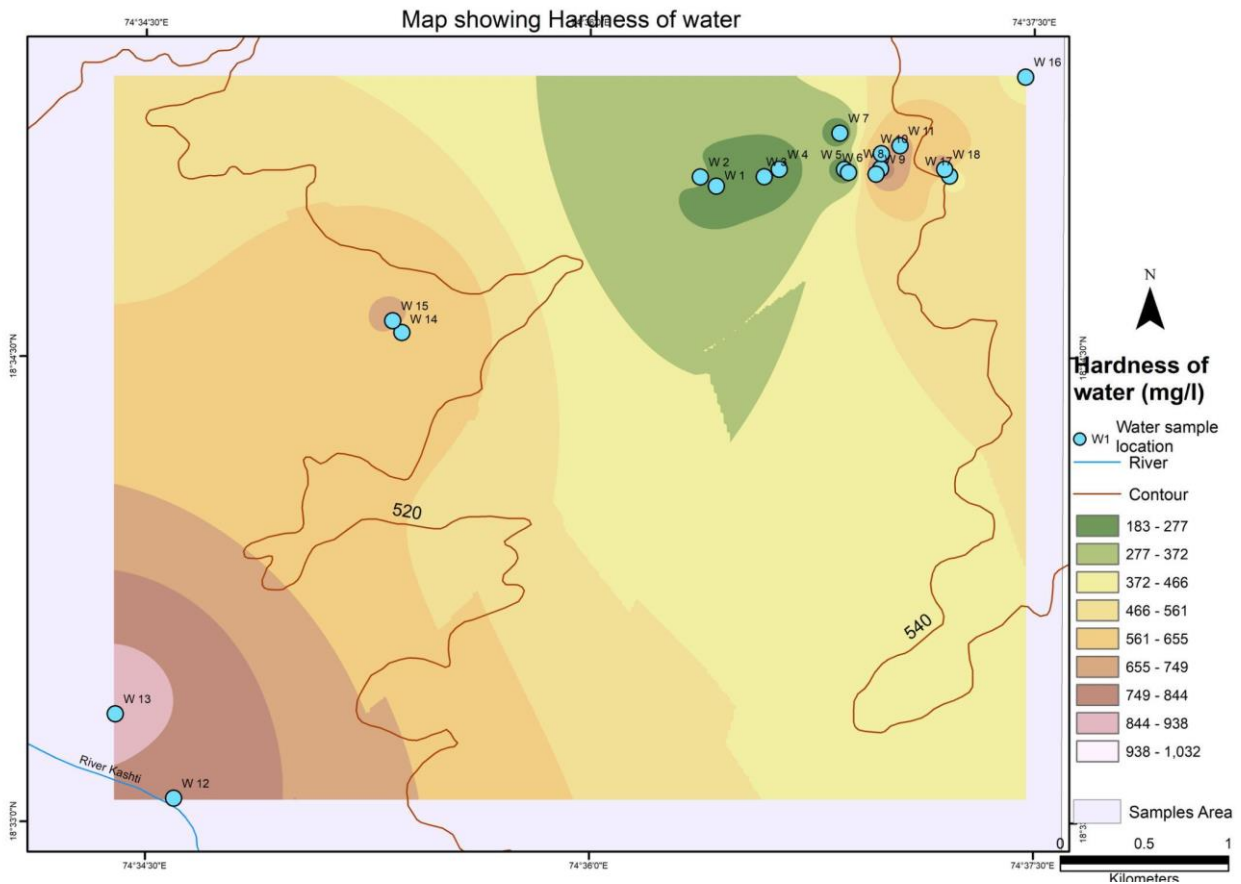 Map showing Hardness of water
74°34'30"E
74°37'30"E
W 16
W 7
W 11
W 10
W 2
W 4
W 5
W 6
W 8
W 9
W 17
W 18
W 1
W 3
W 15
W 14
18°34'30"N
18°34'30"N
520
540
W 13
River Kashti
W 12
18°33'0"N
74°34'30"E
74°36'0"E
74°37'30"E
N
Hardness of
water (mg/l)
W1 Water sample
location
River
Contour
183 - 277
277 - 372
372 - 466
466 - 561
561 - 655
655 - 749
749 - 844
844 - 938
938 - 1,032
Samples Area
0 0.5 1
Kilometers